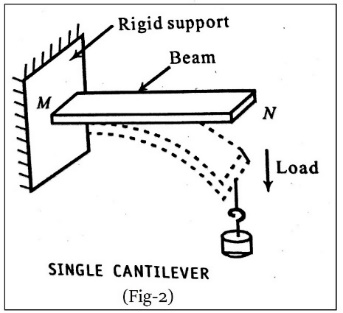 Rigid support
Beam
M
N
Load
SINGLE CANTILEVER
(Fig-2)